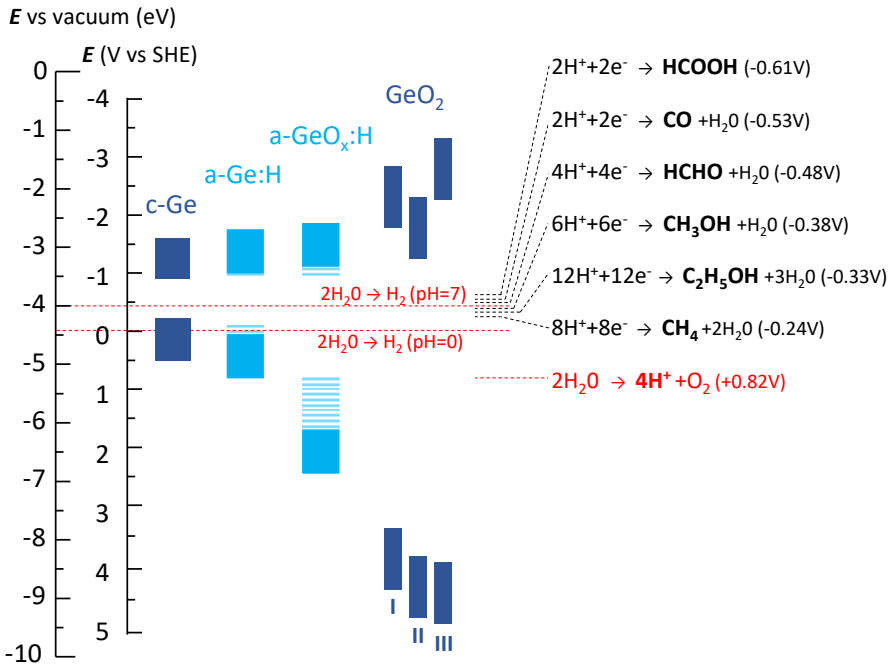 E vs vacuum (eV)
E (V vs SHE)
0
-1
-2
-3
-4
-5
-6
-7
-8
-9
-10
-4
-3
-2
-1
0
1
2
3
4
5
c-Ge
a-Ge:H
a-GeOₓ:H
GeO₂
I
II
III
2H₂0 → H₂ (pH=7)
2H₂0 → H₂ (pH=0)
2H⁺+2e⁻ → HCOOH (-0.61V)
2H⁺+2e⁻ → CO +H₂0 (-0.53V)
4H⁺+4e⁻ → HCHO +H₂0 (-0.48V)
6H⁺+6e⁻ → CH₃OH +H₂0 (-0.38V)
12H⁺+12e⁻ → C₂H₅OH +3H₂0 (-0.33V)
8H⁺+8e⁻ → CH₄ +2H₂0 (-0.24V)
2H₂0 → 4H⁺ +O₂ (+0.82V)